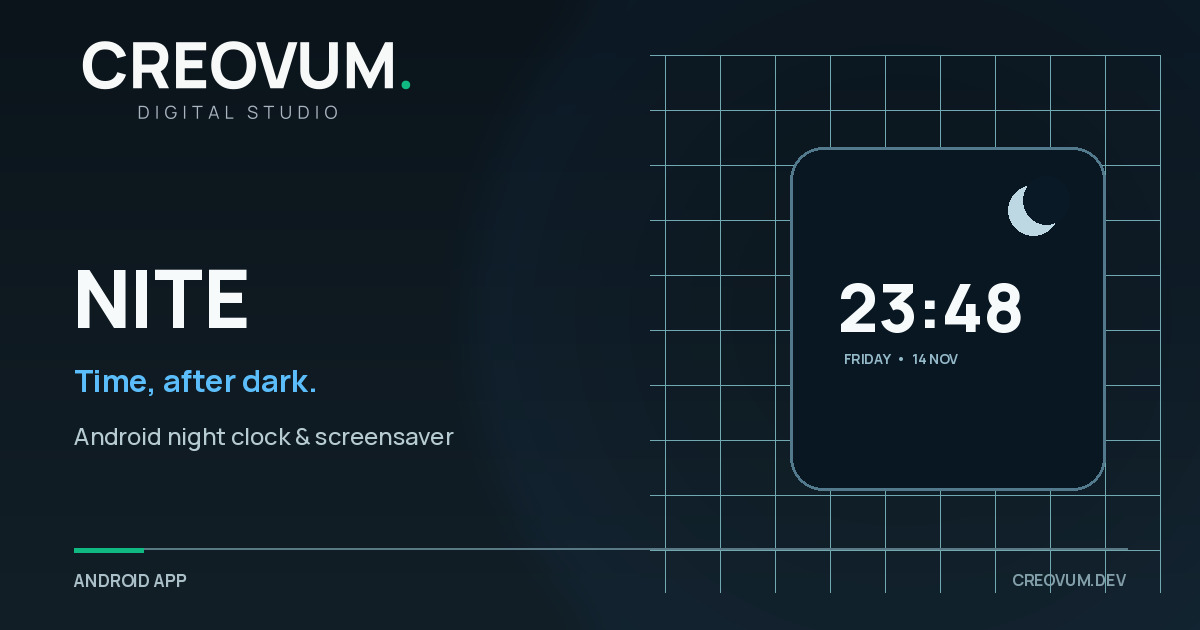 CREOVUM.
DIGITAL STUDIO
NITE
Time, after dark.
Android night clock & screensaver
23:48
FRIDAY • 14 NOV
ANDROID APP
CREOVUM.DEV